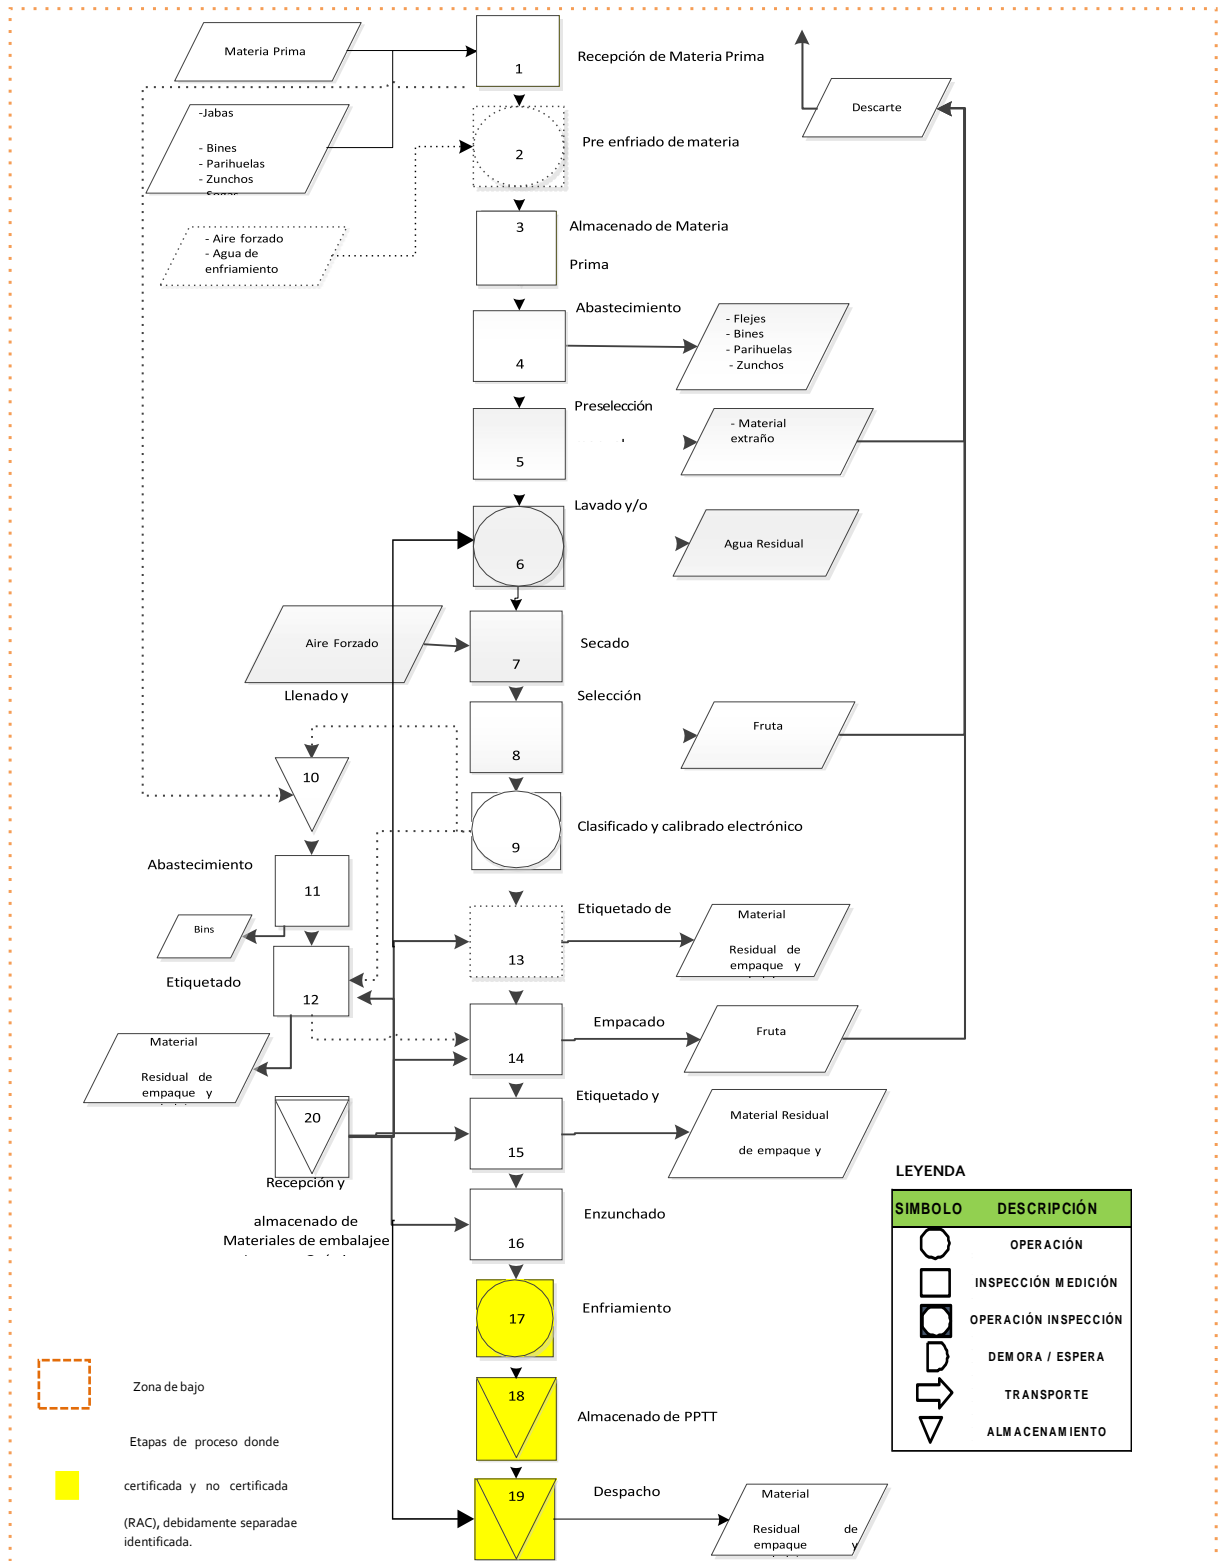 Materia Prima
1
Recepción de Materia Prima
-Jabas
- Bines
- Parihuelas
- Zunchos
Descarte
2
Pre enfriado de materia
- Aire forzado
- Agua de
enfriamiento
3
Almacenado de Materia
Prima
Abastecimiento
4
- Flejes
- Bines
- Parihuelas
- Zunchos
Preselección
5
- Material
extraño
Lavado y/o
6
Agua Residual
Aire Forzado
7
Secado
Llenado y
Selección
8
Fruta
10
9
Clasificado y calibrado electrónico
Abastecimiento
11
Bins
Etiquetado de
13
Material
Residual de
empaque y
Etiquetado
12
Empacado
14
Fruta
Material
Residual de
empaque y
Etiquetado y
15
Material Residual
de empaque y
20
Recepción y
almacenado de
Materiales de embalajee
Enzunchado
16
LEYENDA
SIMBOLO DESCRIPCIÓN
OPERACIÓN
INSPECCIÓN MEDICIÓN
OPERACIÓN INSPECCIÓN
DEMORA / ESPERA
TRANSPORTE
ALMACENAMIENTO
Enfriamiento
17
18
Almacenado de PPTT
19
Despacho
Material
Residual de
empaque y
Zona de bajo
Etapas de proceso donde
certificada y no certificada
(RAC), debidamente separadae
identificada.